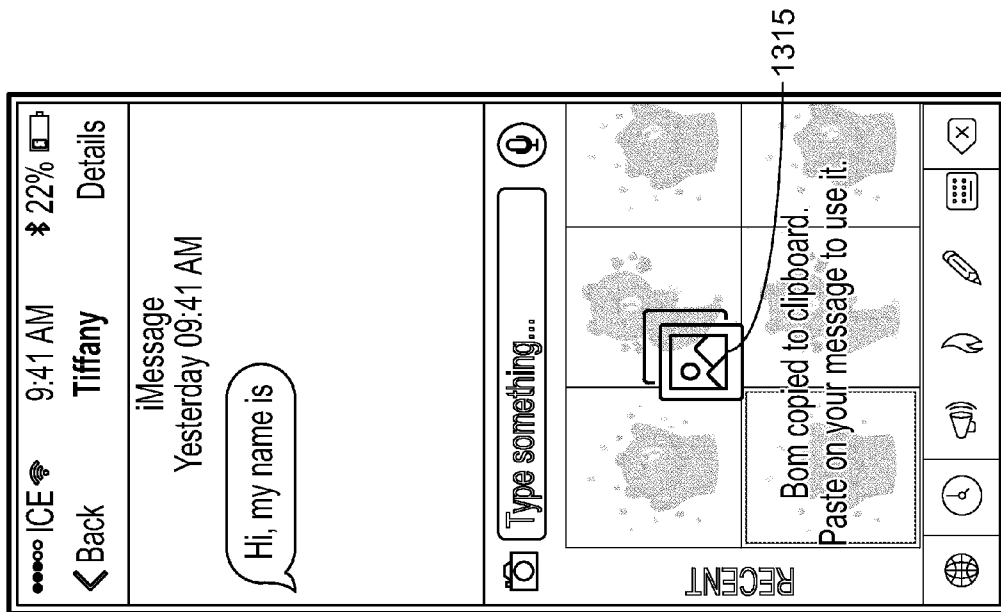 ICE 9:41 AM 22%
Back Tiffany Details
iMessage
Yesterday 09:41 AM
Hi, my name is
Type something...
RECENT
Bom copied to clipboard.
Paste on your message to use it.
1315